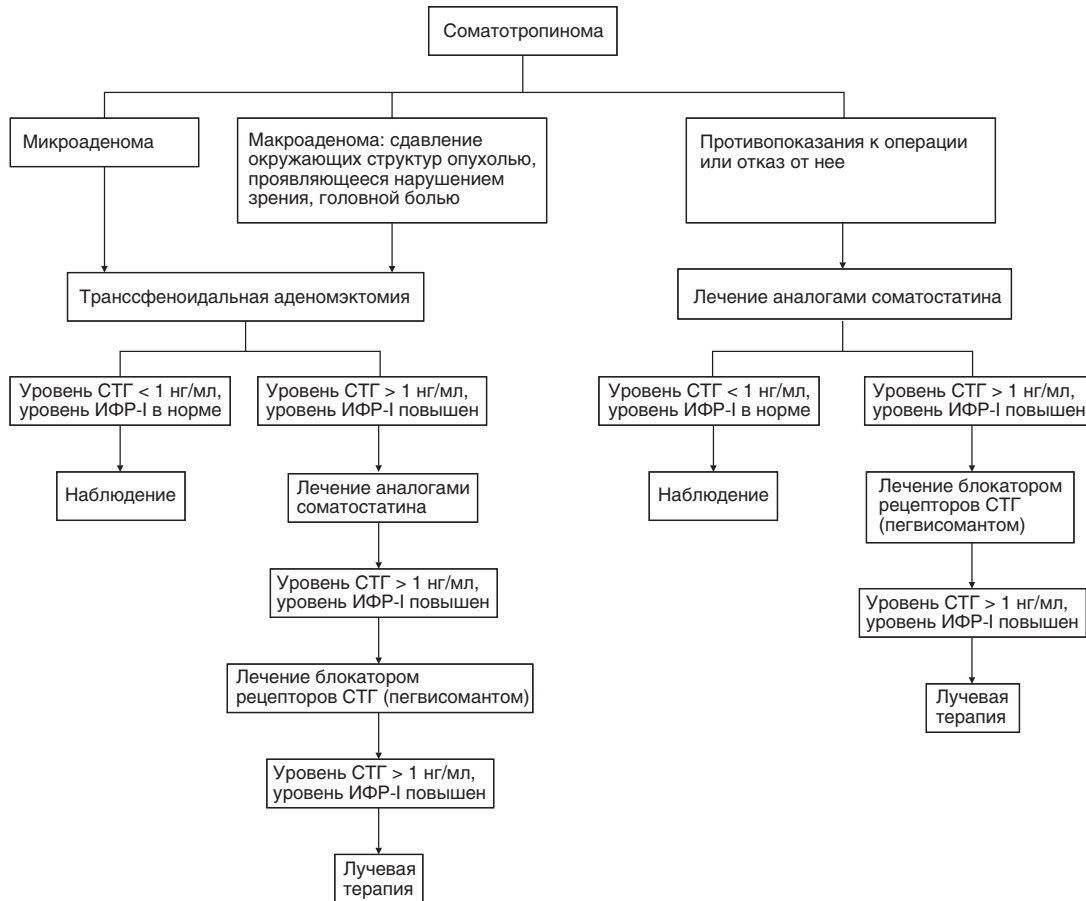 Соматотропинома
Микроаденома
Макроаденома: сдавление
окружающих структур опухолью,
проявляющееся нарушением
зрения, головной болью
Противопоказания к операции
или отказ от нее
Транссфеноидальная аденомэктомия
Лечение аналогами соматостатина
Уровень СТГ < 1 нг/мл,
уровень ИФР-I в норме
Уровень СТГ > 1 нг/мл,
уровень ИФР-I повышен
Уровень СТГ < 1 нг/мл,
уровень ИФР-I в норме
Уровень СТГ > 1 нг/мл,
уровень ИФР-I повышен
Наблюдение
Лечение аналогами
соматостатина
Наблюдение
Лечение блокатором
рецепторов СТГ
(пегвисомантом)
Уровень СТГ > 1 нг/мл,
уровень ИФР-I повышен
Уровень СТГ > 1 нг/мл,
уровень ИФР-I повышен
Лечение блокатором
рецепторов СТГ (пегвисомантом)
Лучевая
терапия
Уровень СТГ > 1 нг/мл,
уровень ИФР-I повышен
Лучевая
терапия